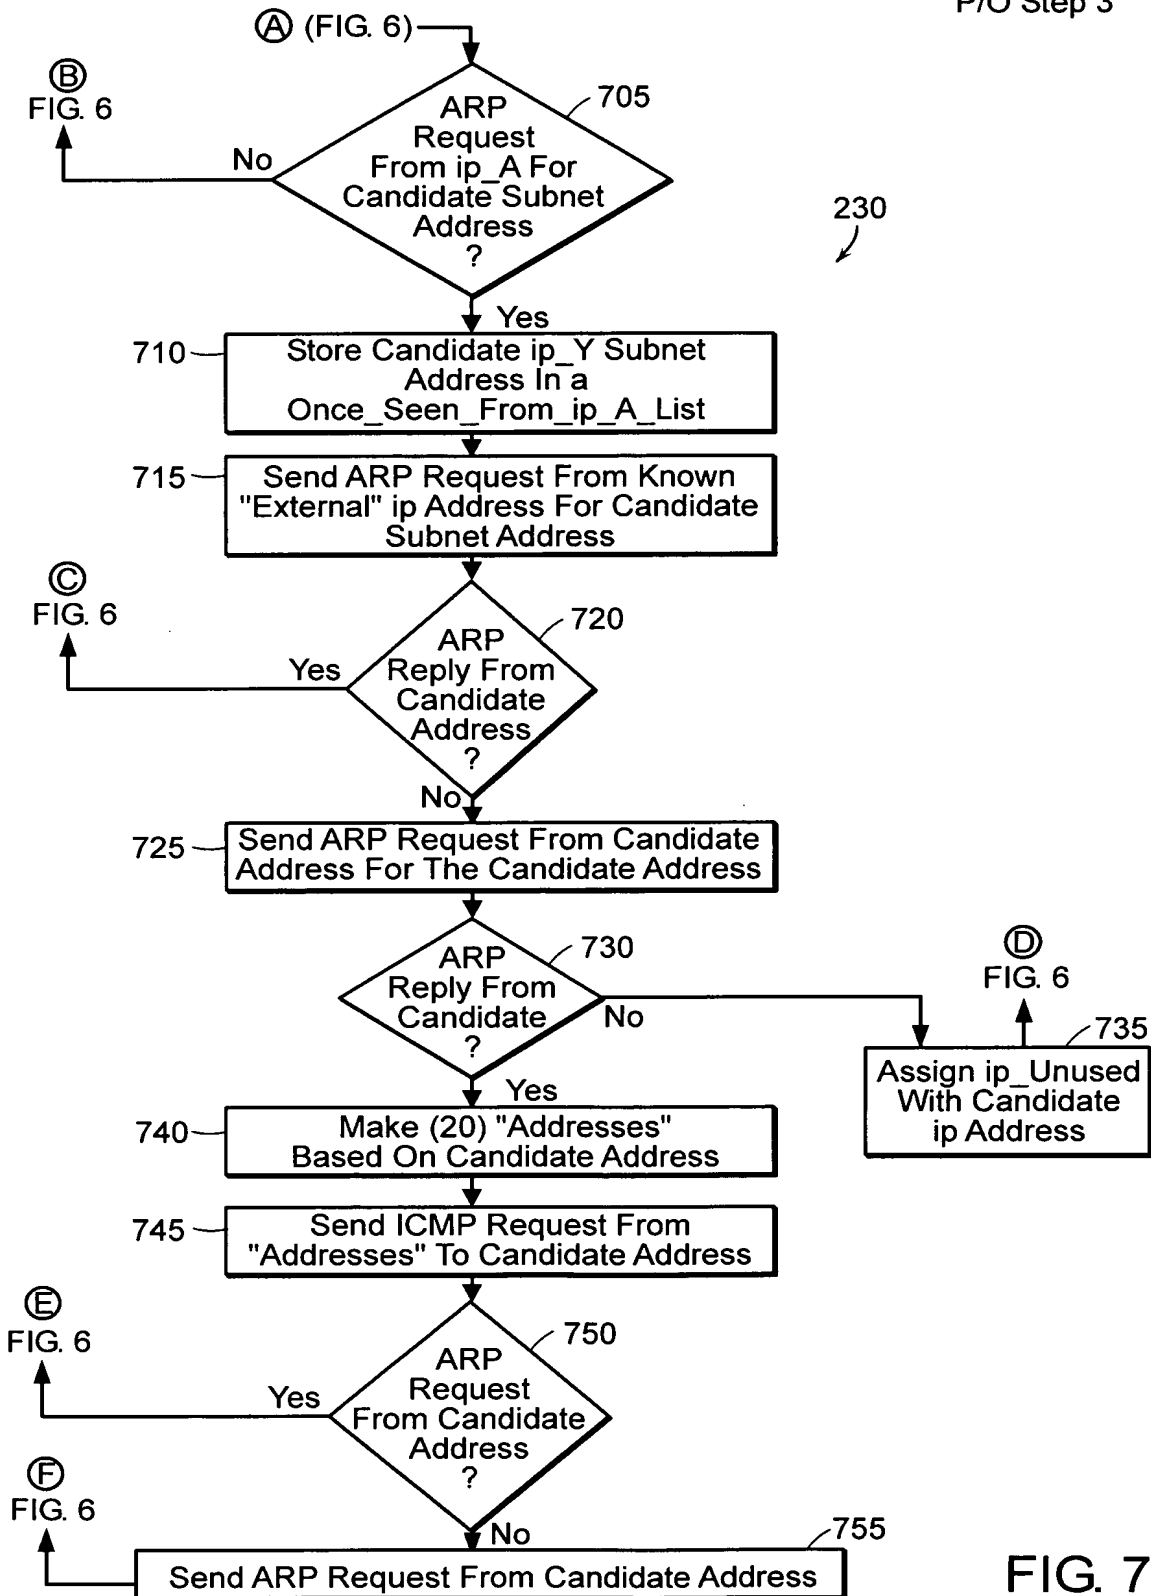 P/O Step 3
A (FIG. 6)
B
FIG. 6
ARP
Request
From ip_A For
Candidate Subnet
Address
?
705
No
230
Yes
710
Store Candidate ip_Y Subnet
Address In a
Once_Seen_From_ip_A_List
715
Send ARP Request From Known
"External" ip Address For Candidate
Subnet Address
C
FIG. 6
720
ARP
Reply From
Candidate
Address
?
Yes
No
725
Send ARP Request From Candidate
Address For The Candidate Address
730
ARP
Reply From
Candidate
?
No
D
FIG. 6
735
Assign ip_Unused
With Candidate
ip Address
Yes
740
Make (20) "Addresses"
Based On Candidate Address
745
Send ICMP Request From
"Addresses" To Candidate Address
E
FIG. 6
750
ARP
Request
From Candidate
Address
?
Yes
F
FIG. 6
No
755
Send ARP Request From Candidate Address
FIG. 7